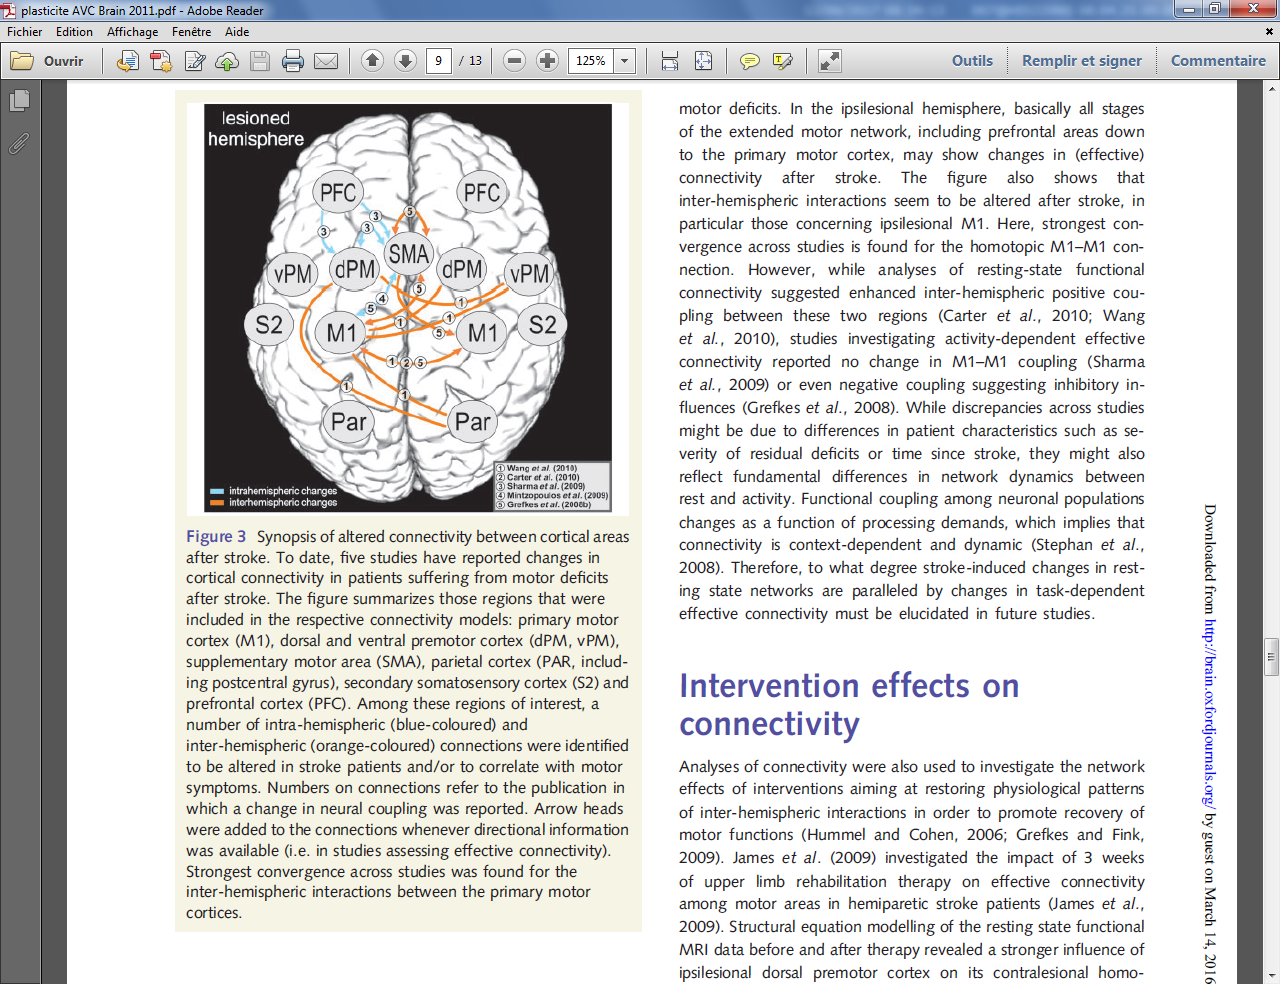 plasticite AVC Brain 2011.pdf - Adobe Reader
Fichier Edition Affichage Fenêtre Aide
Ouvrir
9 / 13
125%
Outils
Remplir et signer
Commentaire
lesioned
hemisphere
PFC
PFC
3
3
5
3
SMA
vPM
dPM
dPM
vPM
5
4
5
1
S2
M1
1
1
5
M1
S2
1 2 5
1
1
Par
Par
1 Wang et al. (2010)
2 Carter et al. (2010)
3 Sharma et al. (2009)
4 Mintzopoulos et al. (2009)
5 Grefkes et al. (2008b)
intrahemispheric changes
interhemispheric changes
Figure 3 Synopsis of altered connectivity between cortical areas
after stroke. To date, five studies have reported changes in
cortical connectivity in patients suffering from motor deficits
after stroke. The figure summarizes those regions that were
included in the respective connectivity models: primary motor
cortex (M1), dorsal and ventral premotor cortex (dPM, vPM),
supplementary motor area (SMA), parietal cortex (PAR, includ-
ing postcentral gyrus), secondary somatosensory cortex (S2) and
prefrontal cortex (PFC). Among these regions of interest, a
number of intra-hemispheric (blue-coloured) and
inter-hemispheric (orange-coloured) connections were identified
to be altered in stroke patients and/or to correlate with motor
symptoms. Numbers on connections refer to the publication in
which a change in neural coupling was reported. Arrow heads
were added to the connections whenever directional information
was available (i.e. in studies assessing effective connectivity).
Strongest convergence across studies was found for the
inter-hemispheric interactions between the primary motor
cortices.
motor deficits. In the ipsilesional hemisphere, basically all stages
of the extended motor network, including prefrontal areas down
to the primary motor cortex, may show changes in (effective)
connectivity after stroke. The figure also shows that
inter-hemispheric interactions seem to be altered after stroke, in
particular those concerning ipsilesional M1. Here, strongest con-
vergence across studies is found for the homotopic M1–M1 con-
nection. However, while analyses of resting-state functional
connectivity suggested enhanced inter-hemispheric positive cou-
pling between these two regions (Carter et al., 2010; Wang
et al., 2010), studies investigating activity-dependent effective
connectivity reported no change in M1–M1 coupling (Sharma
et al., 2009) or even negative coupling suggesting inhibitory in-
fluences (Grefkes et al., 2008). While discrepancies across studies
might be due to differences in patient characteristics such as se-
verity of residual deficits or time since stroke, they might also
reflect fundamental differences in network dynamics between
rest and activity. Functional coupling among neuronal populations
changes as a function of processing demands, which implies that
connectivity is context-dependent and dynamic (Stephan et al.,
2008). Therefore, to what degree stroke-induced changes in rest-
ing state networks are paralleled by changes in task-dependent
effective connectivity must be elucidated in future studies.
Intervention effects on
connectivity
Analyses of connectivity were also used to investigate the network
effects of interventions aiming at restoring physiological patterns
of inter-hemispheric interactions in order to promote recovery of
motor functions (Hummel and Cohen, 2006; Grefkes and Fink,
2009). James et al. (2009) investigated the impact of 3 weeks
of upper limb rehabilitation therapy on effective connectivity
among motor areas in hemiparetic stroke patients (James et al.,
2009). Structural equation modelling of the resting state functional
MRI data before and after therapy revealed a stronger influence of
ipsilesional dorsal premotor cortex on its contralesional homo-
Downloaded from http://brain.oxfordjournals.org/ by guest on March 14, 2016